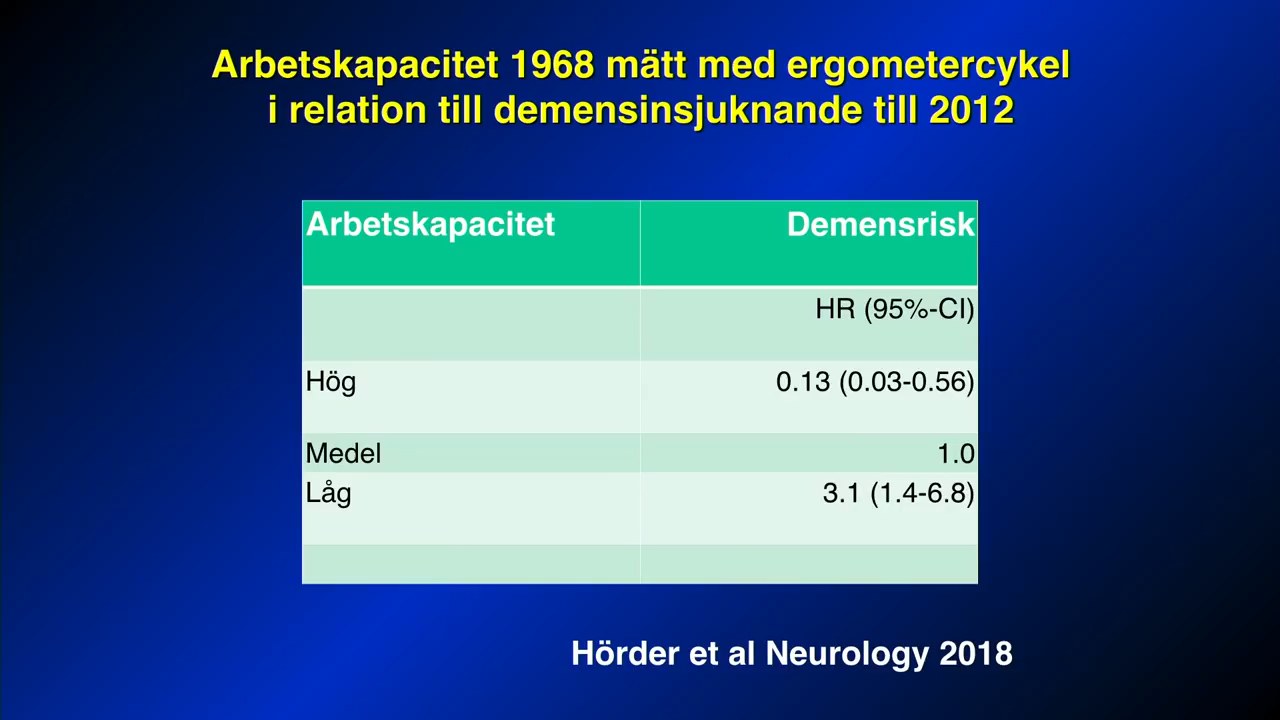 Arbetskapacitet 1968 mätt med ergometercykel
i relation till demensinsjuknande till 2012
Arbetskapacitet Demensrisk
HR (95%-CI)
Hög 0.13 (0.03-0.56)
Medel 1.0
Låg 3.1 (1.4-6.8)
Hörder et al Neurology 2018